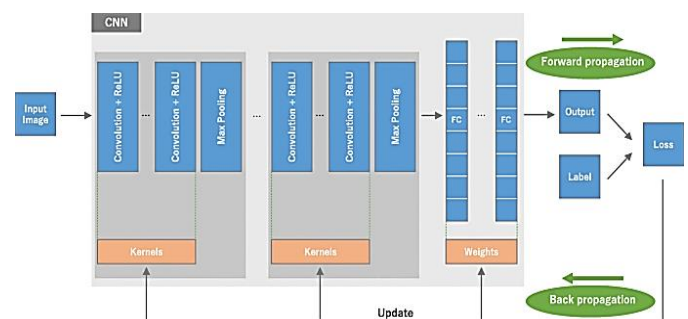 CNN
Forward propagation
Input
Image
Convolution + ReLU
...
Convolution + ReLU
Max Pooling
...
Convolution + ReLU
...
Convolution + ReLU
Max Pooling
FC
...
FC
Output
Label
Loss
Kernels
Kernels
Weights
Back propagation
Update